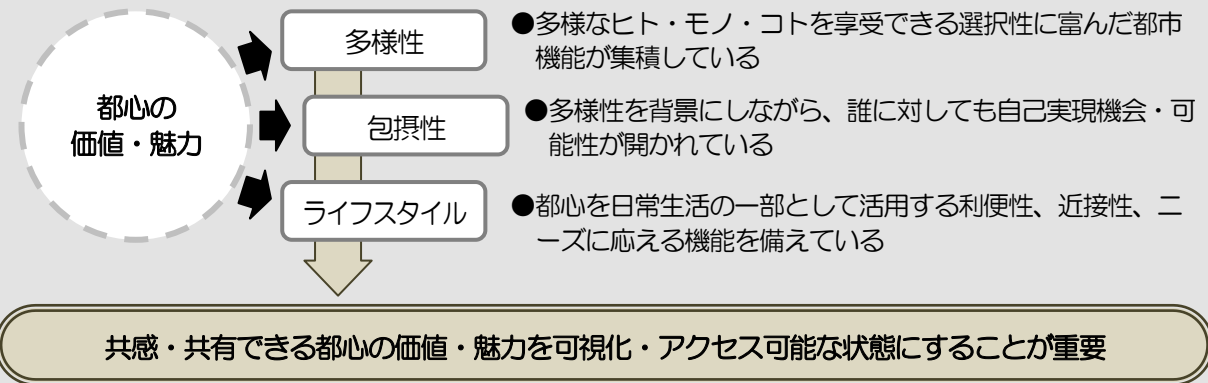 都心の
価値・魅力
多様性
●多様なヒト・モノ・コトを享受できる選択性に富んだ都市
機能が集積している
包摂性
●多様性を背景にしながら、誰に対しても自己実現機会・可
能性が開かれている
ライフスタイル
●都心を日常生活の一部として活用する利便性、近接性、ニ
ーズに応える機能を備えている
共感・共有できる都心の価値・魅力を可視化・アクセス可能な状態にすることが重要